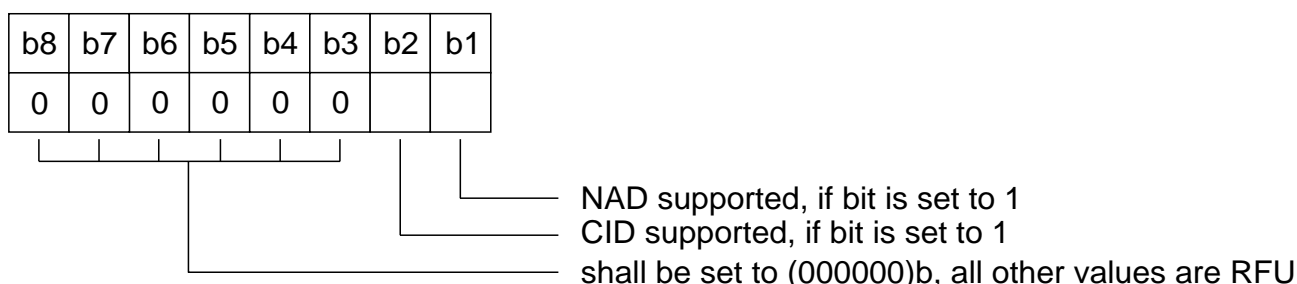 b8 b7 b6 b5 b4 b3 b2 b1
0 0 0 0 0 0
NAD supported, if bit is set to 1
CID supported, if bit is set to 1
shall be set to (000000)b, all other values are RFU